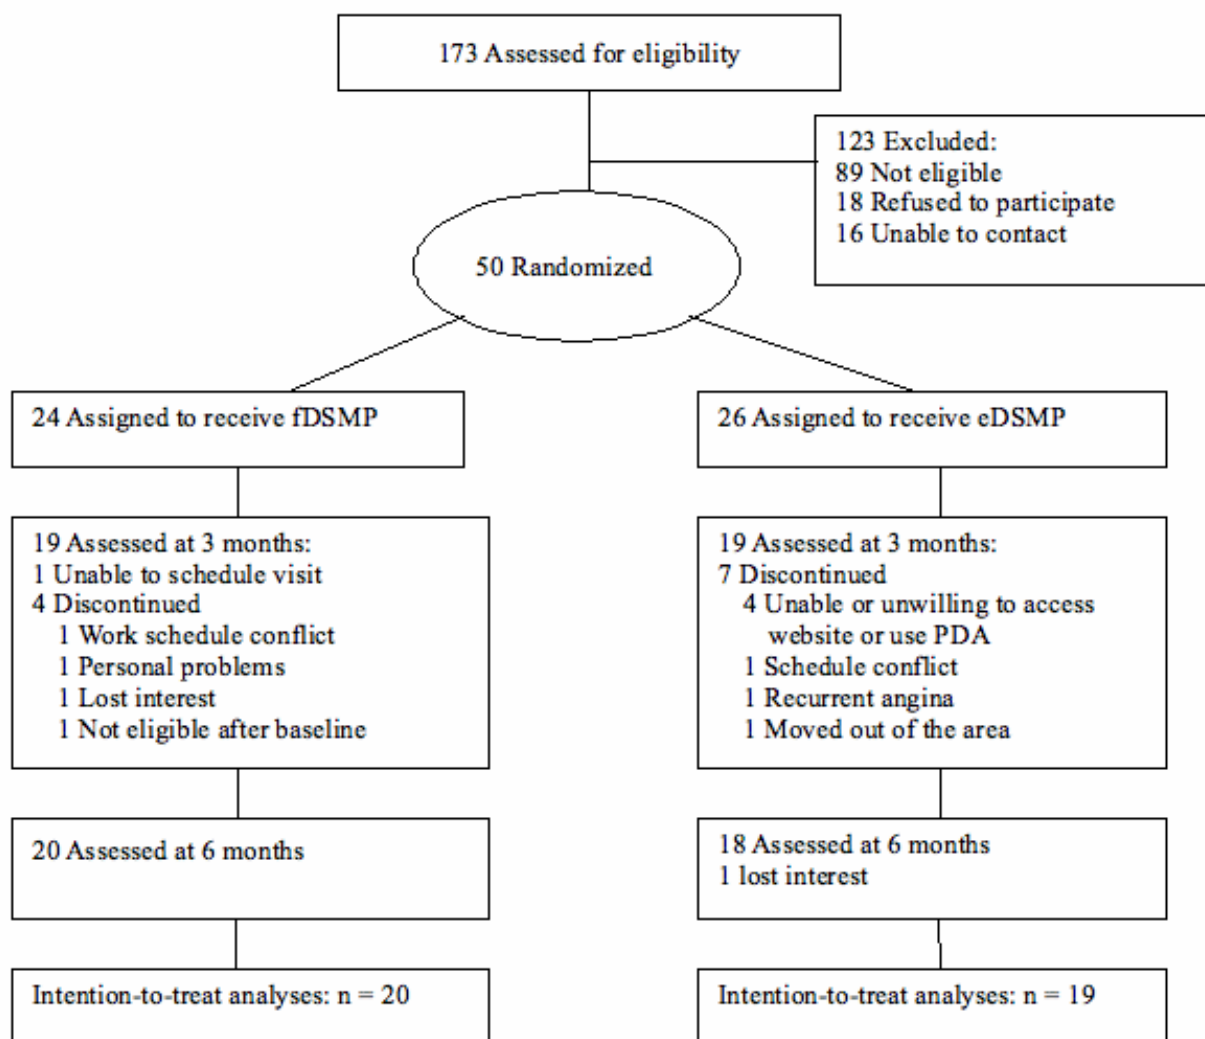 173 Assessed for eligibility
123 Excluded:
89 Not eligible
18 Refused to participate
16 Unable to contact
50 Randomized
24 Assigned to receive fDSMP
19 Assessed at 3 months:
1 Unable to schedule visit
4 Discontinued
1 Work schedule conflict
1 Personal problems
1 Lost interest
1 Not eligible after baseline
20 Assessed at 6 months
Intention-to-treat analyses: n = 20
26 Assigned to receive eDSMP
19 Assessed at 3 months:
7 Discontinued
4 Unable or unwilling to access
website or use PDA
1 Schedule conflict
1 Recurrent angina
1 Moved out of the area
18 Assessed at 6 months
1 lost interest
Intention-to-treat analyses: n = 19